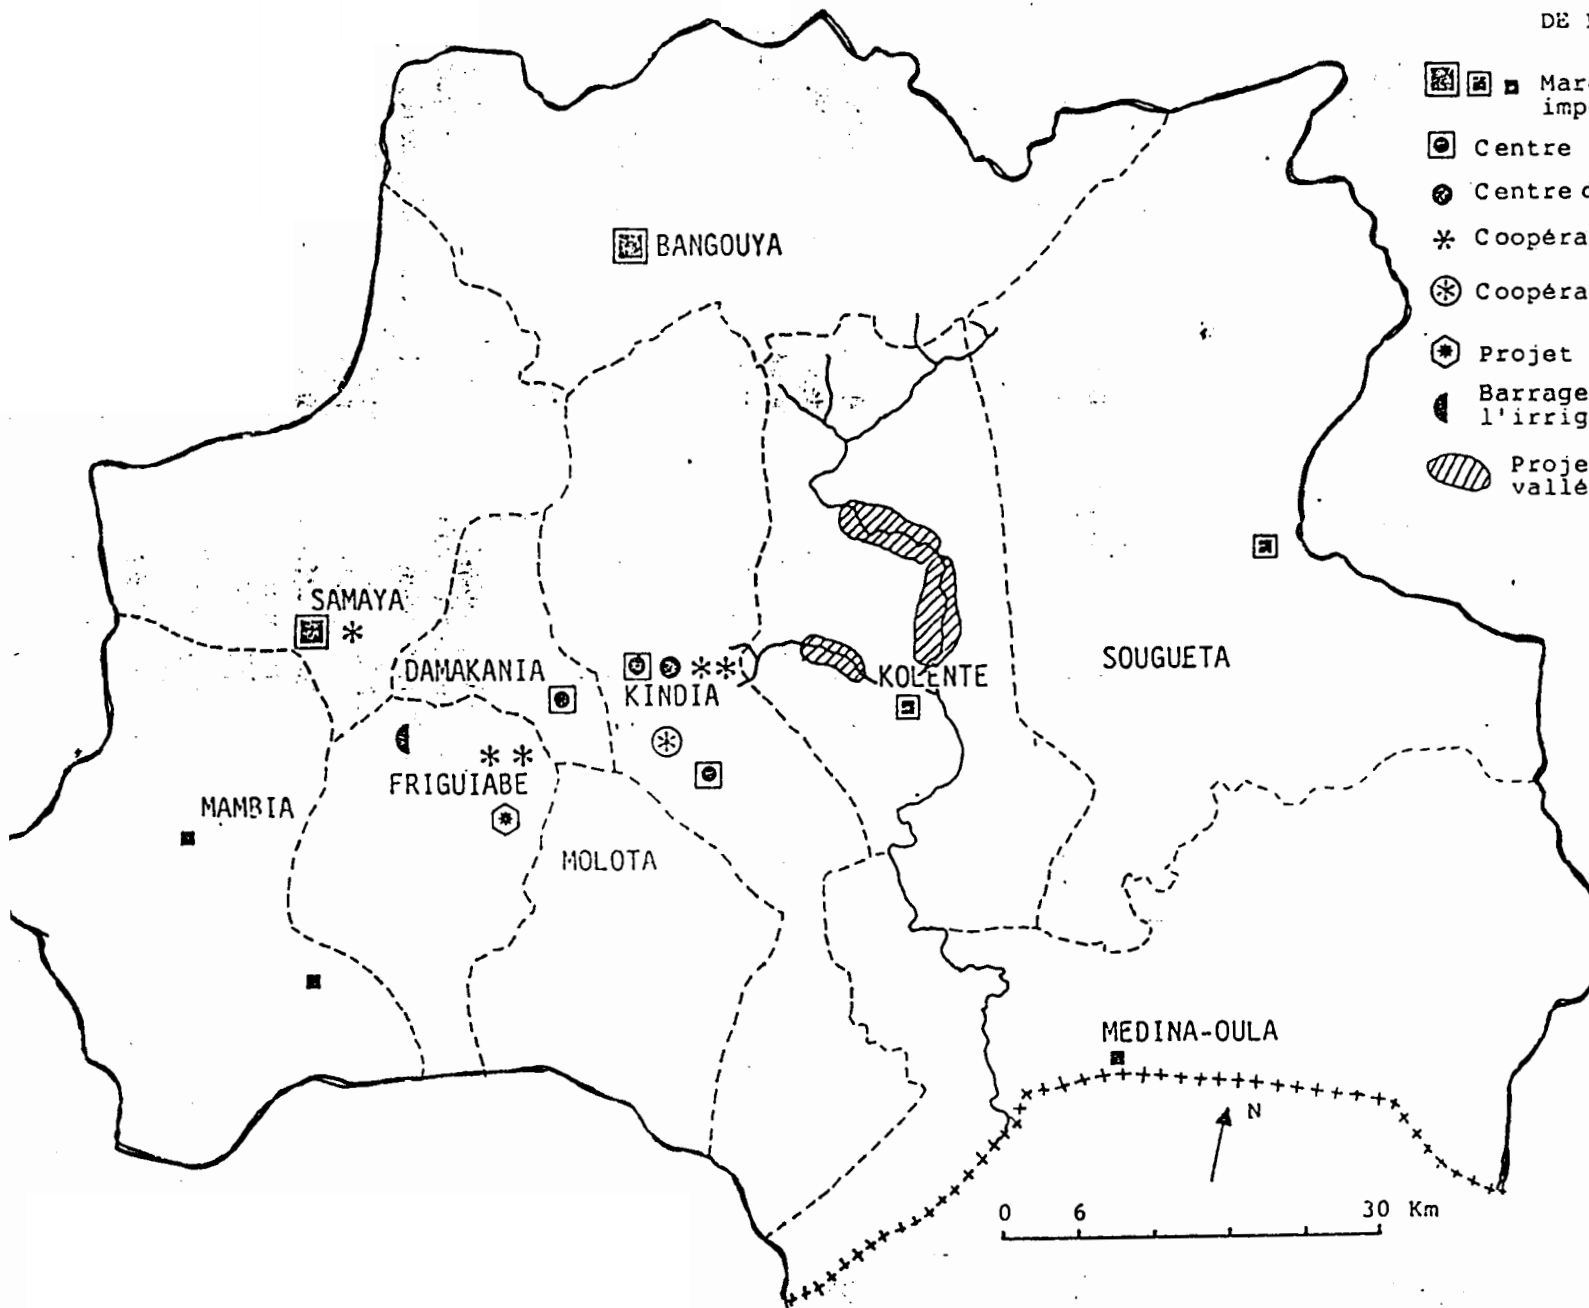 DE
Mar
imp
Centre
Centre
Coopéra
Coopéra
Projet
Barrage
l'irrig
Proje
vallé
BANGOUYA
SAMAYA
DAMAKANIA
KINDIA
KOLENTE
SOUGUETA
FRIGUIABE
MAMBIA
MOLOTA
MEDINA-OULA
N
0 6 30 Km